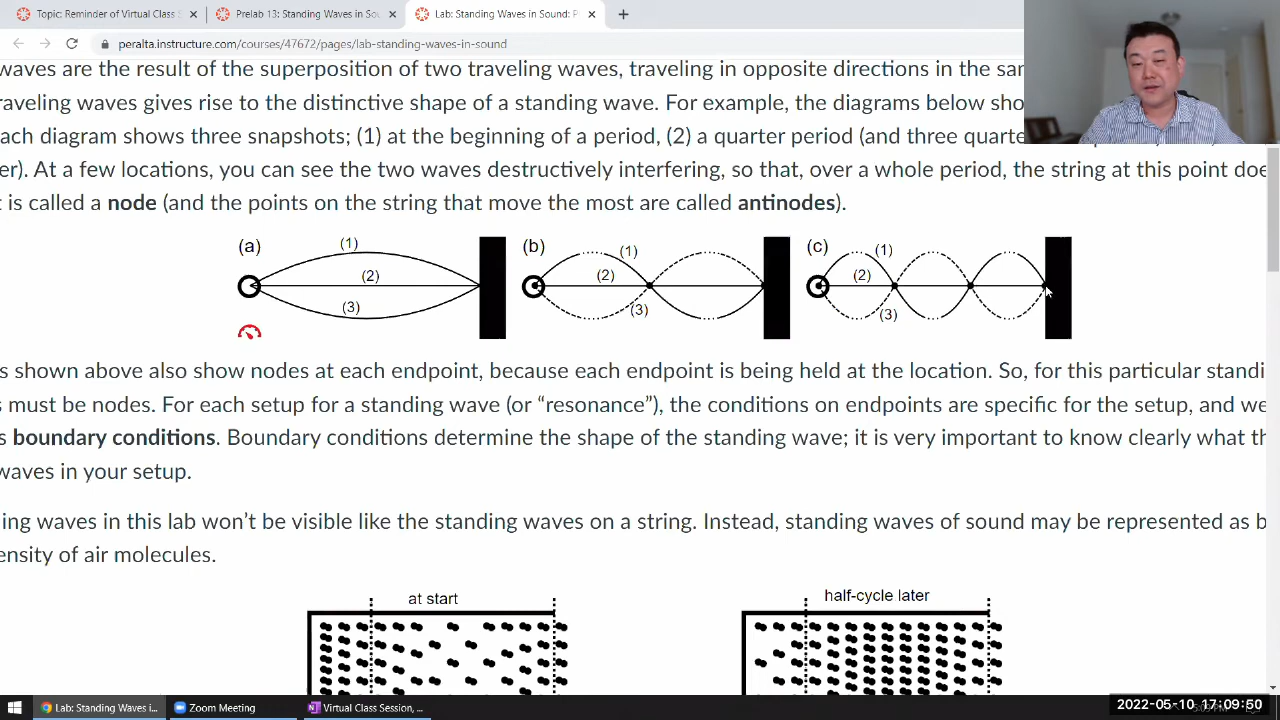 Topic: Reminder of Virtual Class S
Prelab 13: Standing Waves in Sou
Lab: Standing Waves in Sound: P
peralta.instructure.com/courses/47672/pages/lab-standing-waves-in-sound
waves are the result of the superposition of two traveling waves, traveling in opposite directions in the sam
raveling waves gives rise to the distinctive shape of a standing wave. For example, the diagrams below sho
ach diagram shows three snapshots; (1) at the beginning of a period, (2) a quarter period (and three quarte
er). At a few locations, you can see the two waves destructively interfering, so that, over a whole period, the string at this point doe
t is called a node (and the points on the string that move the most are called antinodes).
(a) (1) (2) (3)
(b) (1) (2) (3)
(c) (1) (2) (3)
s shown above also show nodes at each endpoint, because each endpoint is being held at the location. So, for this particular standi
s must be nodes. For each setup for a standing wave (or “resonance”), the conditions on endpoints are specific for the setup, and we
s boundary conditions. Boundary conditions determine the shape of the standing wave; it is very important to know clearly what th
waves in your setup.
ing waves in this lab won’t be visible like the standing waves on a string. Instead, standing waves of sound may be represented as b
ensity of air molecules.
at start
half-cycle later
Lab: Standing Waves i...
Zoom Meeting
Virtual Class Session, ...
2022-05-10 17:09:50